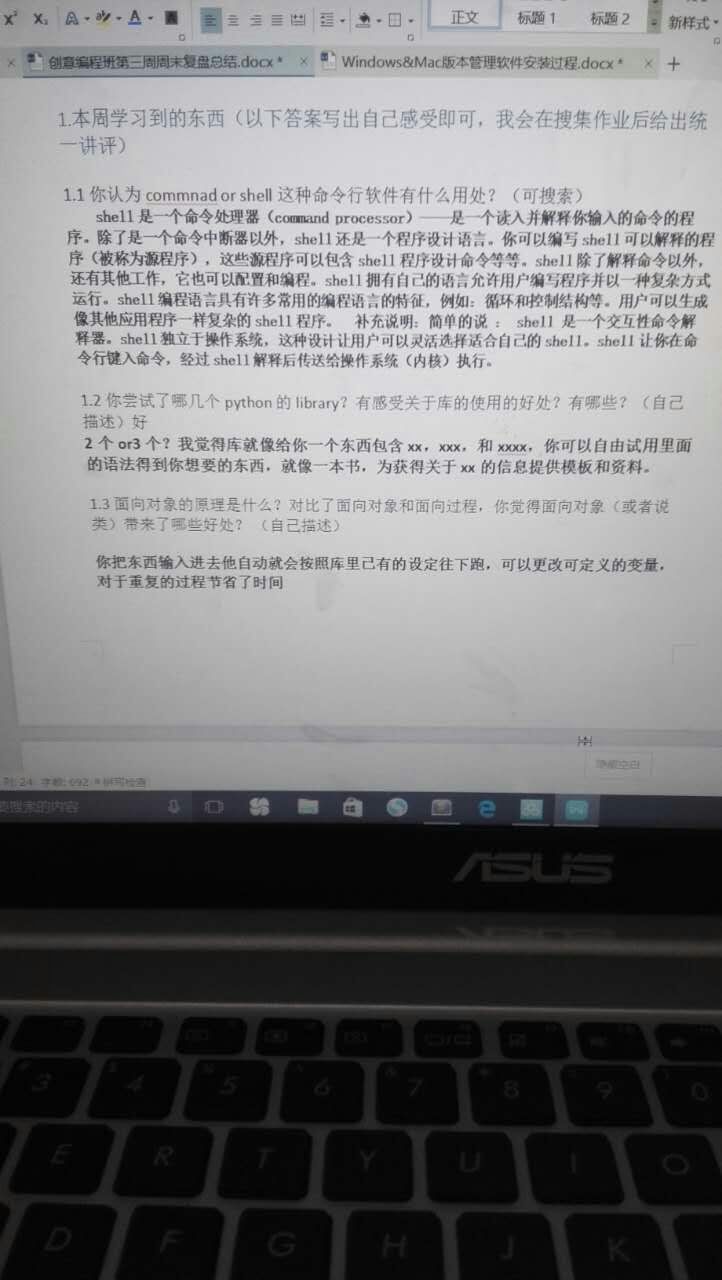 X² X₂ A A A
正文 标题 1 标题 2 新样式
创意编程班第三周周末复盘总结.docx * × Windows&Mac版本管理软件安装过程.docx * × +
1.本周学习到的东西（以下答案写出自己感受即可，我会在搜集作业后给出统
一讲评）
1.1 你认为 commnad or shell 这种命令行软件有什么用处？（可搜索）
shell 是一个命令处理器（command processor）——是一个读入并解释你输入的命令的程
序。除了是一个命令中断器以外，shell 还是一个程序设计语言。你可以编写 shell 可以解释的程
序（被称为源程序），这些源程序可以包含 shell 程序设计命令等等。shell 除了解释命令以外，
还有其他工作，它也可以配置和编程。shell 拥有自己的语言允许用户编写程序并以一种复杂方式
运行。shell 编程语言具有许多常用的编程语言的特征，例如：循环和控制结构等。用户可以生成
像其他应用程序一样复杂的 shell 程序。 补充说明：简单的说 ： shell 是一个交互性命令解
释器。shell 独立于操作系统，这种设计让用户可以灵活选择适合自己的 shell。shell 让你在命
令行键入命令，经过 shell 解释后传送给操作系统（内核）执行。
1.2 你尝试了哪几个 python 的 library？有感受关于库的使用的好处？有哪些？（自己
描述）好
2 个 or3 个？我觉得库就像给你一个东西包含 xx，xxx，和 xxxx，你可以自由试用里面
的语法得到你想要的东西，就像一本书，为获得关于 xx 的信息提供模板和资料。
1.3 面向对象的原理是什么？对比了面向对象和面向过程，你觉得面向对象（或者说
类）带来了哪些好处？（自己描述）
你把东西输入进去他自动就会按照库里已有的设定往下跑，可以更改可定义的变量，
对于重复的过程节省了时间
隐藏空白
列: 24 字数: 692 拼写检查
要搜索的内容
ASUS
3 4 5 6 7 8 9 0
E R T Y U I O
D F G H J K